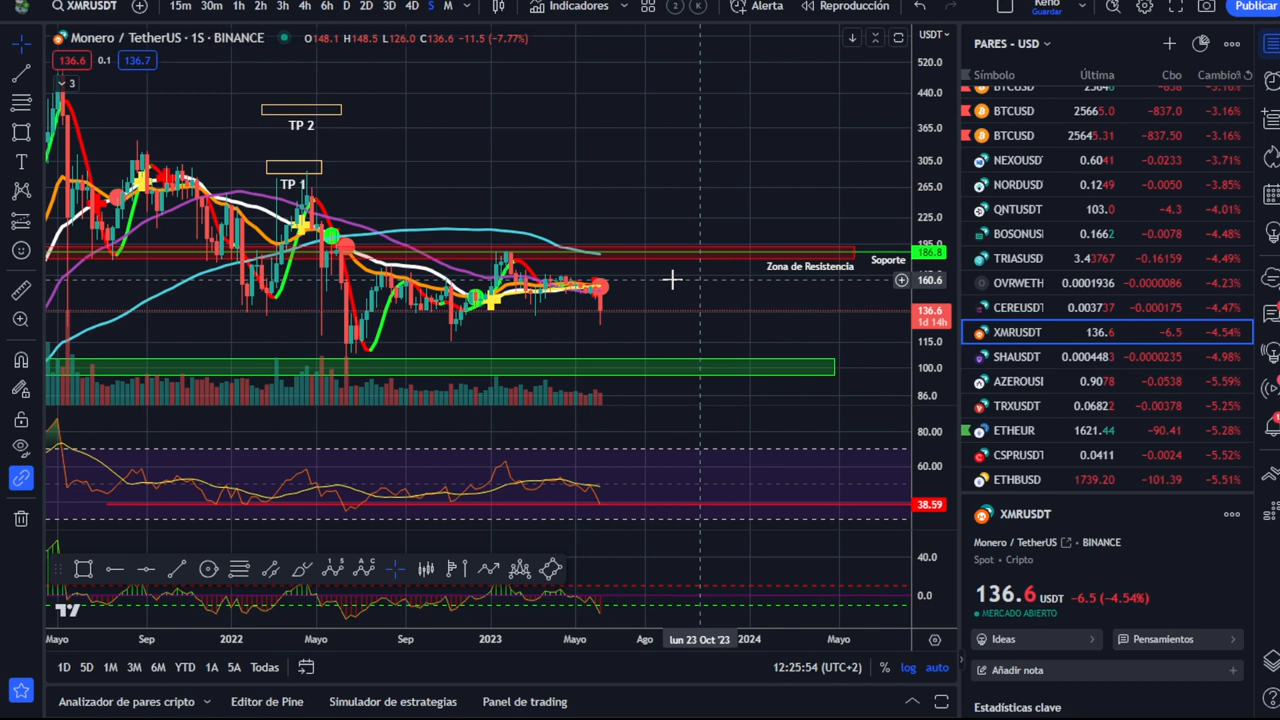 XMRUSDT
15m 30m 1h 2h 3h 4h 6h D 2D 3D 4D S M
Indicadores
2 K
Alerta
Reproducción
Keno
Guardar
Publicar
Monero / TetherUS · 1S · BINANCE
O148.1 H148.5 L126.0 C136.6 −11.5 (−7.77%)
136.6 0.1 136.7
3
TP 2
TP 1
Zona de Resistencia
Soporte
USDT
520.0
440.0
365.0
305.0
265.0
225.0
195.0
186.8
160.6
136.6
1d 14h
115.0
100.0
86.0
80.00
60.00
38.59
40.0
0.0
Mayo Sep 2022 Mayo Sep 2023 Mayo Ago lun 23 Oct '23 2024 Mayo
1D 5D 1M 3M 6M YTD 1A 5A Todas
12:25:54 (UTC+2) % log auto
Analizador de pares cripto Editor de Pine Simulador de estrategias Panel de trading
PARES - USD
Símbolo Última Cbo Cambio%
BTCUSD 2665.0 −837.0 −3.16%
BTCUSD 25645.31 −837.50 −3.16%
NEXOUSD 0.6041 −0.0233 −3.71%
NORDUSD 0.1249 −0.0050 −3.85%
QNTUSDT 103.0 −4.3 −4.01%
BOSONUS 0.1662 −0.0078 −4.48%
TRIASUSD 3.43767 −0.16159 −4.49%
OVRWETH 0.0001936 −0.0000086 −4.23%
CEREUSD 0.003737 −0.000175 −4.47%
XMRUSDT 136.6 −6.5 −4.54%
SHAUSDT 0.0004483 −0.0000235 −4.98%
AZEROUSI 0.9078 −0.0538 −5.59%
TRXUSDT 0.0682 −0.00378 −5.25%
ETHEUR 1621.44 −90.41 −5.28%
CSPRUSDT 0.0411 −0.0024 −5.52%
ETHBUSD 1739.20 −101.39 −5.51%
XMRUSDT
Monero / TetherUS · BINANCE
Spot · Cripto
136.6 USDT −6.5 (−4.54%)
MERCADO ABIERTO
Ideas
Pensamientos
Añadir nota
Estadísticas clave